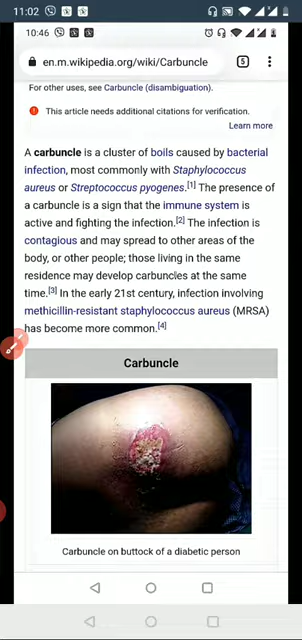 11:02
10:46
en.m.wikipedia.org/wiki/Carbuncle
5
For other uses, see Carbuncle (disambiguation).
This article needs additional citations for verification.
Learn more
A carbuncle is a cluster of boils caused by bacterial
infection, most commonly with Staphylococcus
aureus or Streptococcus pyogenes.[1] The presence of
a carbuncle is a sign that the immune system is
active and fighting the infection.[2] The infection is
contagious and may spread to other areas of the
body, or other people; those living in the same
residence may develop carbuncles at the same
time.[3] In the early 21st century, infection involving
methicillin-resistant staphylococcus aureus (MRSA)
has become more common.[4]
Carbuncle
Carbuncle on buttock of a diabetic person